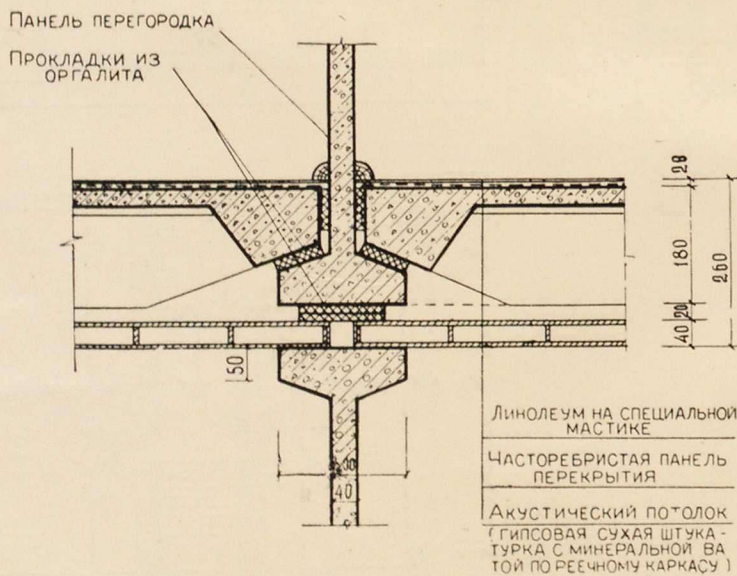 ПАНЕЛЬ ПЕРЕГОРОДКА
ПРОКЛАДКИ ИЗ
ОРГАЛИТА
28
180
260
20
40
50
40
ЛИНОЛЕУМ НА СПЕЦИАЛЬНОЙ
МАСТИКЕ
ЧАСТОРЕБРИСТАЯ ПАНЕЛЬ
ПЕРЕКРЫТИЯ
АКУСТИЧЕСКИЙ ПОТОЛОК
(ГИПСОВАЯ СУХАЯ ШТУКА-
ТУРКА С МИНЕРАЛЬНОЙ ВА
ТОЙ ПО РЕЕЧНОМУ КАРКАСУ)